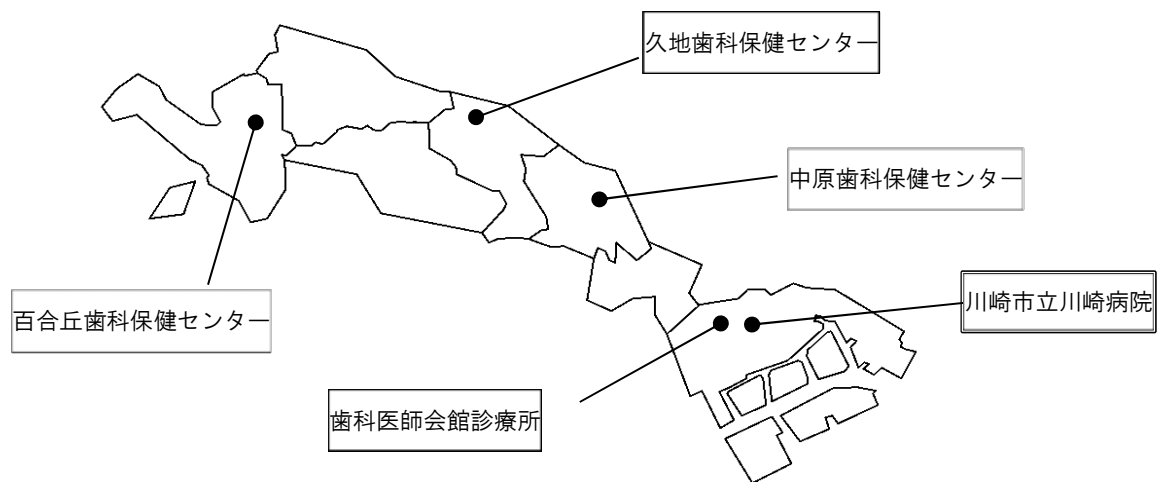 久地歯科保健センター
中原歯科保健センター
川崎市立川崎病院
百合丘歯科保健センター
歯科医師会館診療所